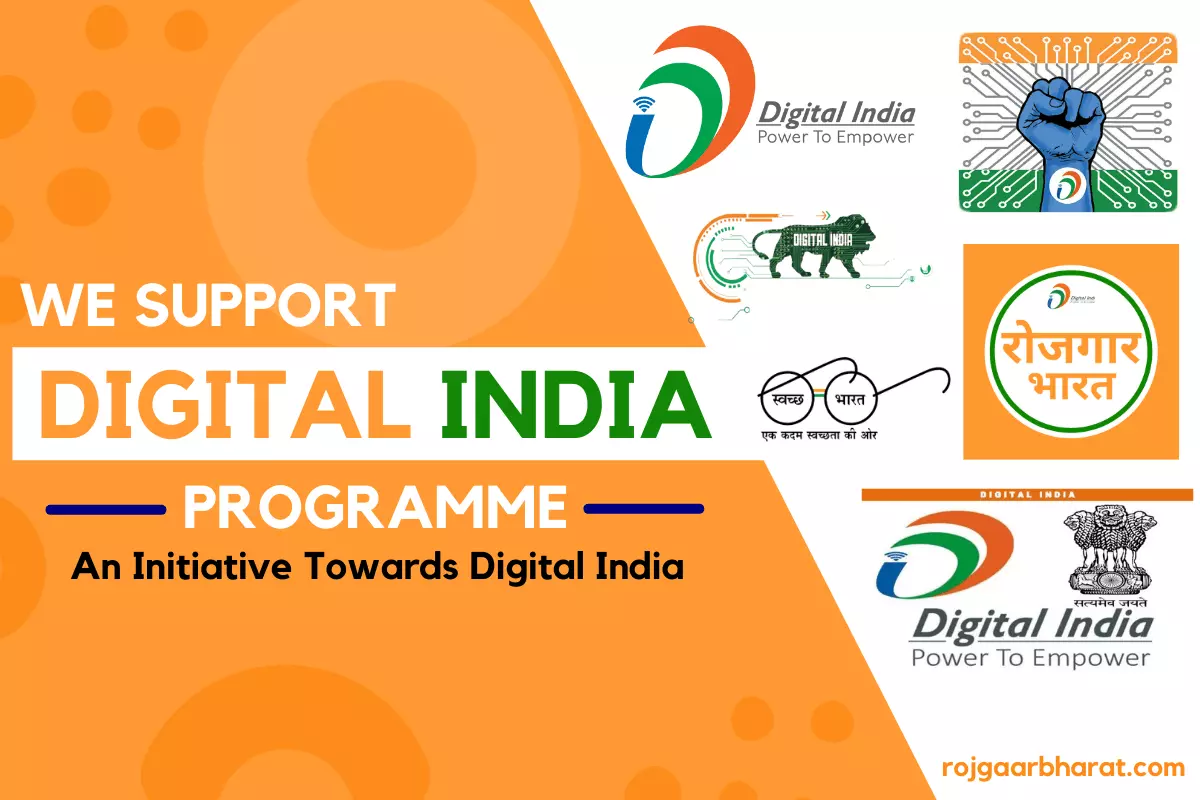 WE SUPPORT
DIGITAL INDIA
PROGRAMME
An Initiative Towards Digital India
Digital India
Power To Empower
DIGITAL INDIA
स्वच्छ भारत
एक कदम स्वच्छता की ओर
Digital Indi
रोजगार
भारत
DIGITAL INDIA
सत्यमेव जयते
Digital India
Power To Empower
rojgaarbharat.com